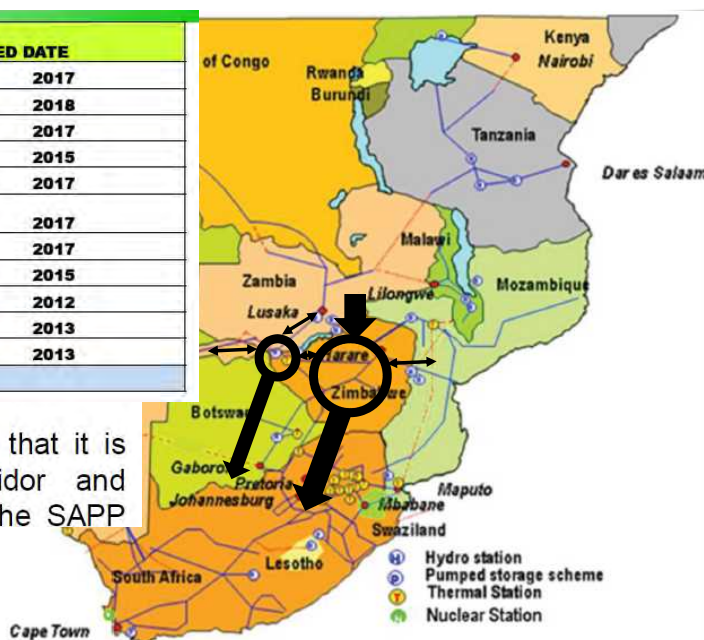 ED DATE
2017
2018
2017
2015
2017
2017
2017
2015
2012
2013
2013
of Congo
Kenya
Nairobi
Rwanda
Burundi
Tanzania
Dar es Salaam
Malawi
Zambia
Lilongwe
Mozambique
Lusaka
Harare
Zimbabwe
Botswa
that it is
idor and
he SAPP
Gaboro
Pretoria
Johannesburg
Maputo
Mbabane
Swaziland
South Africa
Lesotho
Cape Town
H Hydro station
P Pumped storage scheme
T Thermal Station
N Nuclear Station